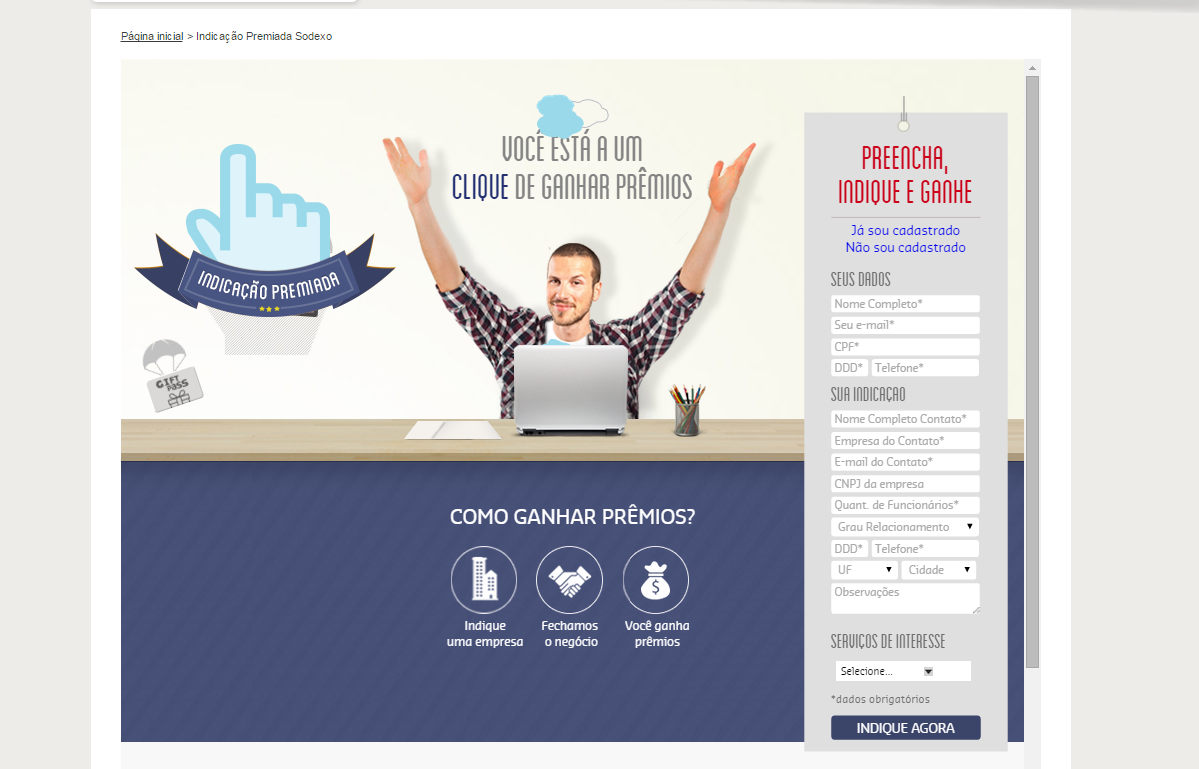 Página inicial > Indicação Premiada Sodexo
VOCÊ ESTÁ A UM
CLIQUE DE GANHAR PRÊMIOS
INDICAÇÃO PREMIADA
GIFT
PASS
COMO GANHAR PRÊMIOS?
Indique
uma empresa
Fechamos
o negócio
$
Você ganha
prêmios
PREENCHA,
INDIQUE E GANHE
Já sou cadastrado
Não sou cadastrado
SEUS DADOS
Nome Completo*
Seu e-mail*
CPF*
DDD* Telefone*
SUA INDICAÇAO
Nome Completo Contato*
Empresa do Contato*
E-mail do Contato*
CNPJ da empresa
Quant. de Funcionários*
Grau Relacionamento
DDD* Telefone*
UF Cidade
Observações
SERVIÇOS DE INTERESSE
Selecione...
*dados obrigatórios
INDIQUE AGORA